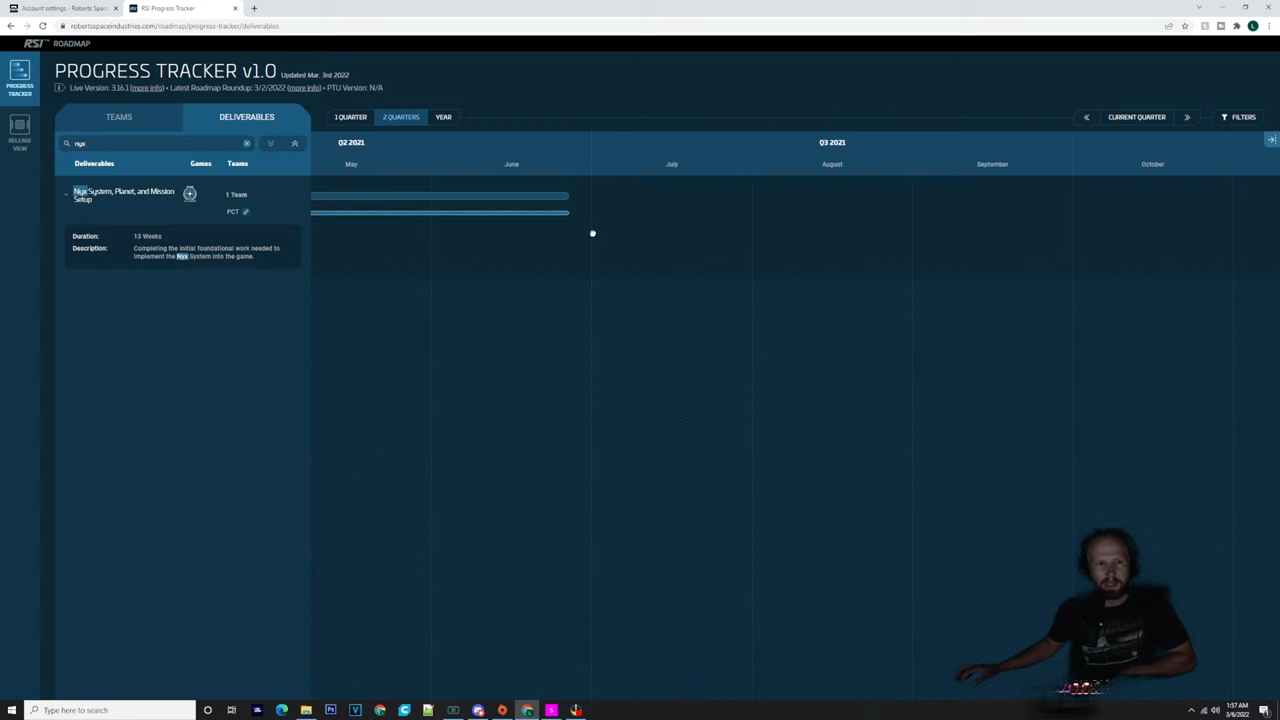 Account settings - Roberts Spac
RSI Progress Tracker
robertsspaceindustries.com/roadmap/progress-tracker/deliverables
RSI ROADMAP
PROGRESS TRACKER
RELEASE VIEW
PROGRESS TRACKER v1.0 Updated Mar. 3rd 2022
Live Version: 3.16.1 (more info) • Latest Roadmap Roundup: 3/2/2022 (more info) • PTU Version: N/A
TEAMS DELIVERABLES
1 QUARTER 2 QUARTERS YEAR
CURRENT QUARTER
FILTERS
nyx
Q2 2021 Q3 2021
Deliverables Games Teams
May June July August September October
Nyx System, Planet, and Mission
Setup
1 Team
PCT
Duration: 13 Weeks
Description: Completing the initial foundational work needed to
implement the Nyx System into the game.
Type here to search
1:57 AM
3/6/2022